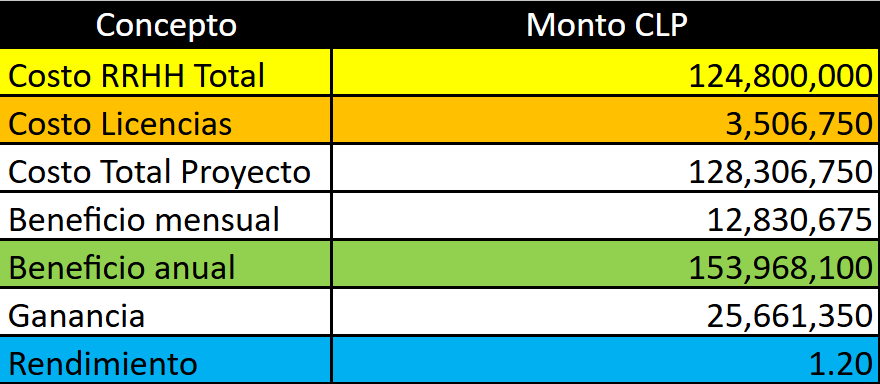 Concepto Monto CLP
Costo RRHH Total 124,800,000
Costo Licencias 3,506,750
Costo Total Proyecto 128,306,750
Beneficio mensual 12,830,675
Beneficio anual 153,968,100
Ganancia 25,661,350
Rendimiento 1.20